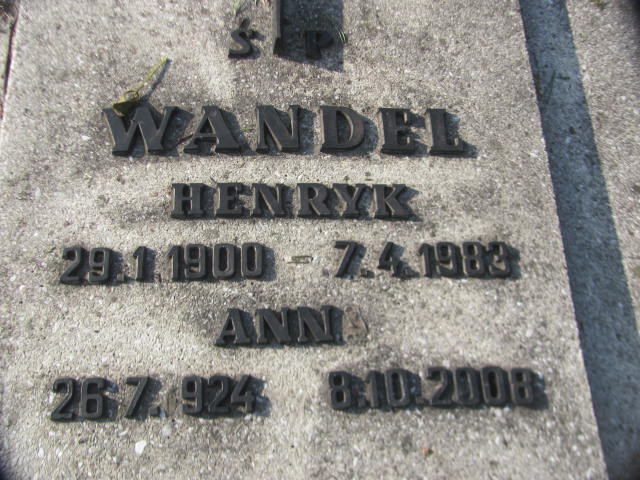 Ś P
WANDEL
HENRYK
29.1.1900 - 7.4.1983
ANN
26.7. 924 8.10.2008